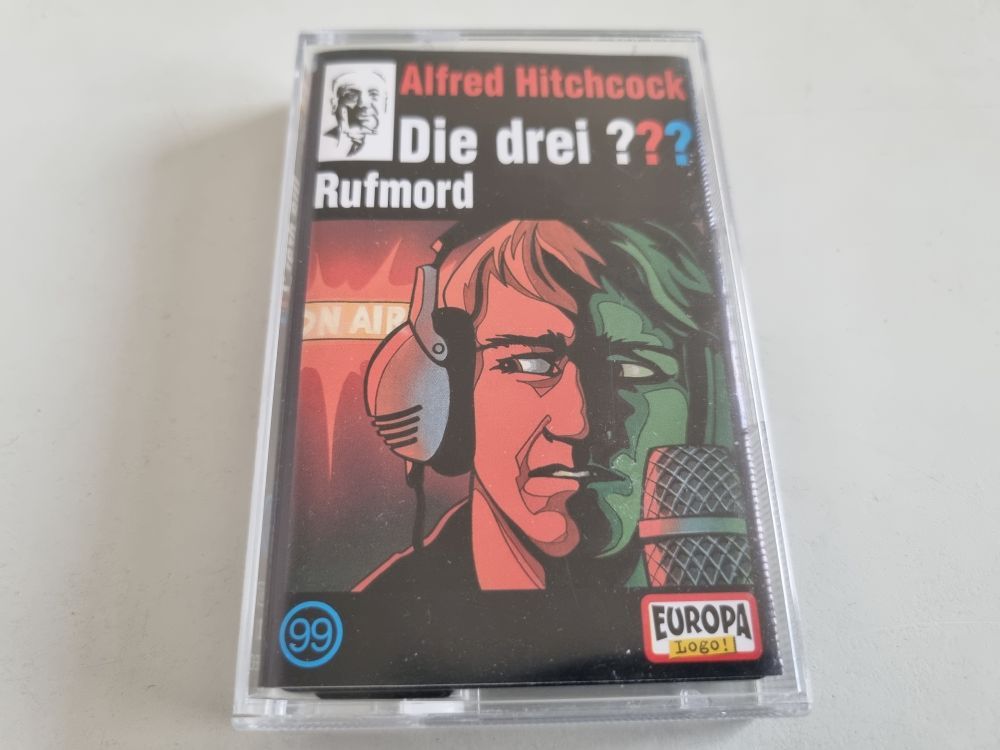 Alfred Hitchcock
Die drei ???
Rufmord
ON AIR
99
EUROPA
Logo!